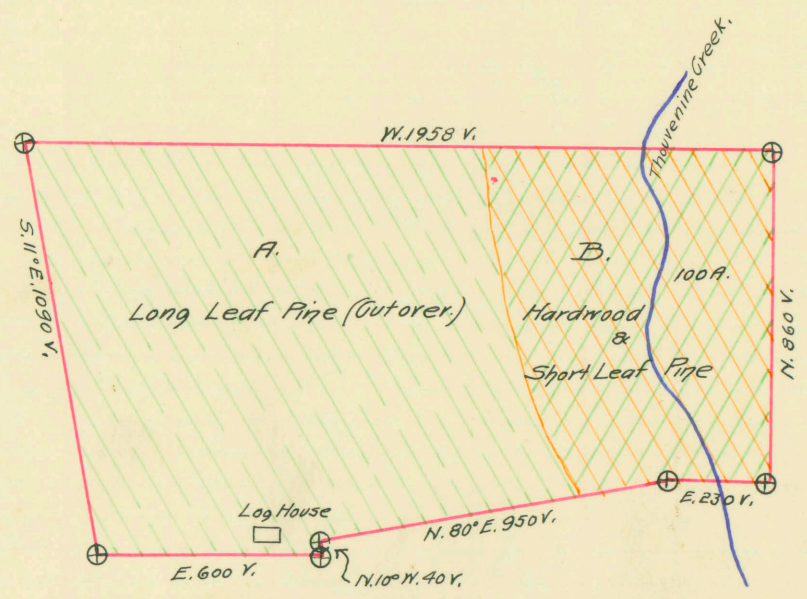 Thouvenine Creek.
W. 1958 V.
S. 11° E. 1090 V.
A.
B.
100 A.
Long Leaf Pine (Cutover.)
Hardwood
&
Short Leaf Pine
N. 860 V.
Log House
E. 230 V.
N. 80° E. 950 V.
E. 600 V.
N. 10° W. 40 V.